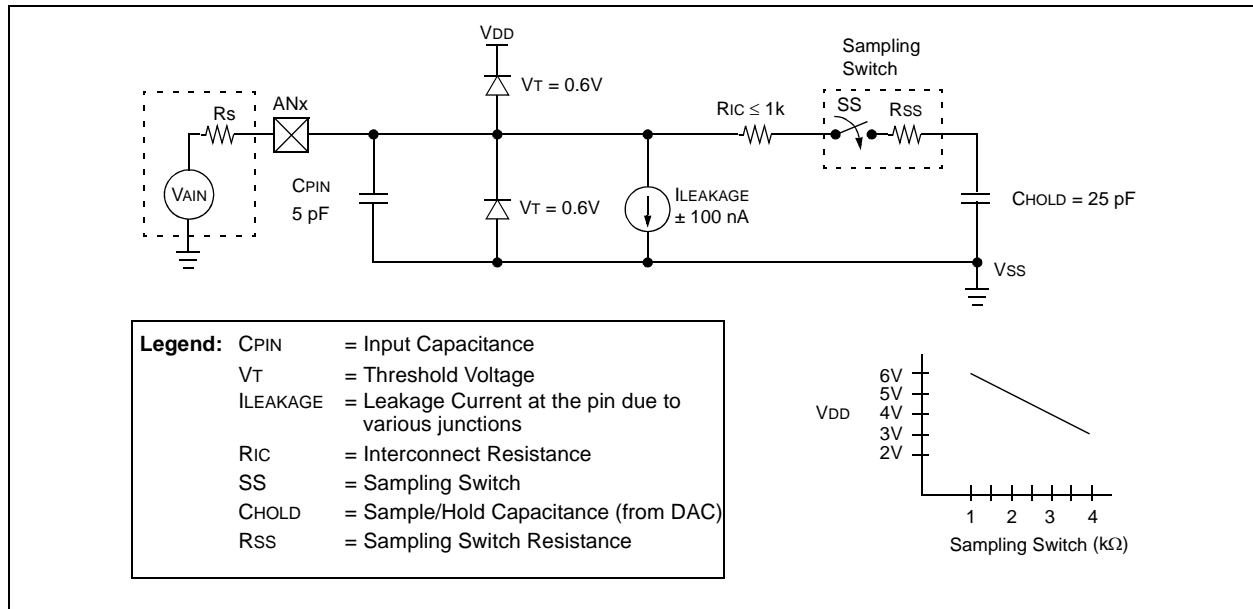 VDD
Sampling
Switch
VT = 0.6V
ANx
RS
RIC ≤ 1k
SS
RSS
VAIN
CPIN
5 pF
VT = 0.6V
ILEAKAGE
± 100 nA
CHOLD = 25 pF
VSS
Legend: CPIN = Input Capacitance
VT = Threshold Voltage
ILEAKAGE = Leakage Current at the pin due to
various junctions
RIC = Interconnect Resistance
SS = Sampling Switch
CHOLD = Sample/Hold Capacitance (from DAC)
RSS = Sampling Switch Resistance
VDD
6V
5V
4V
3V
2V
1 2 3 4
Sampling Switch (kΩ)